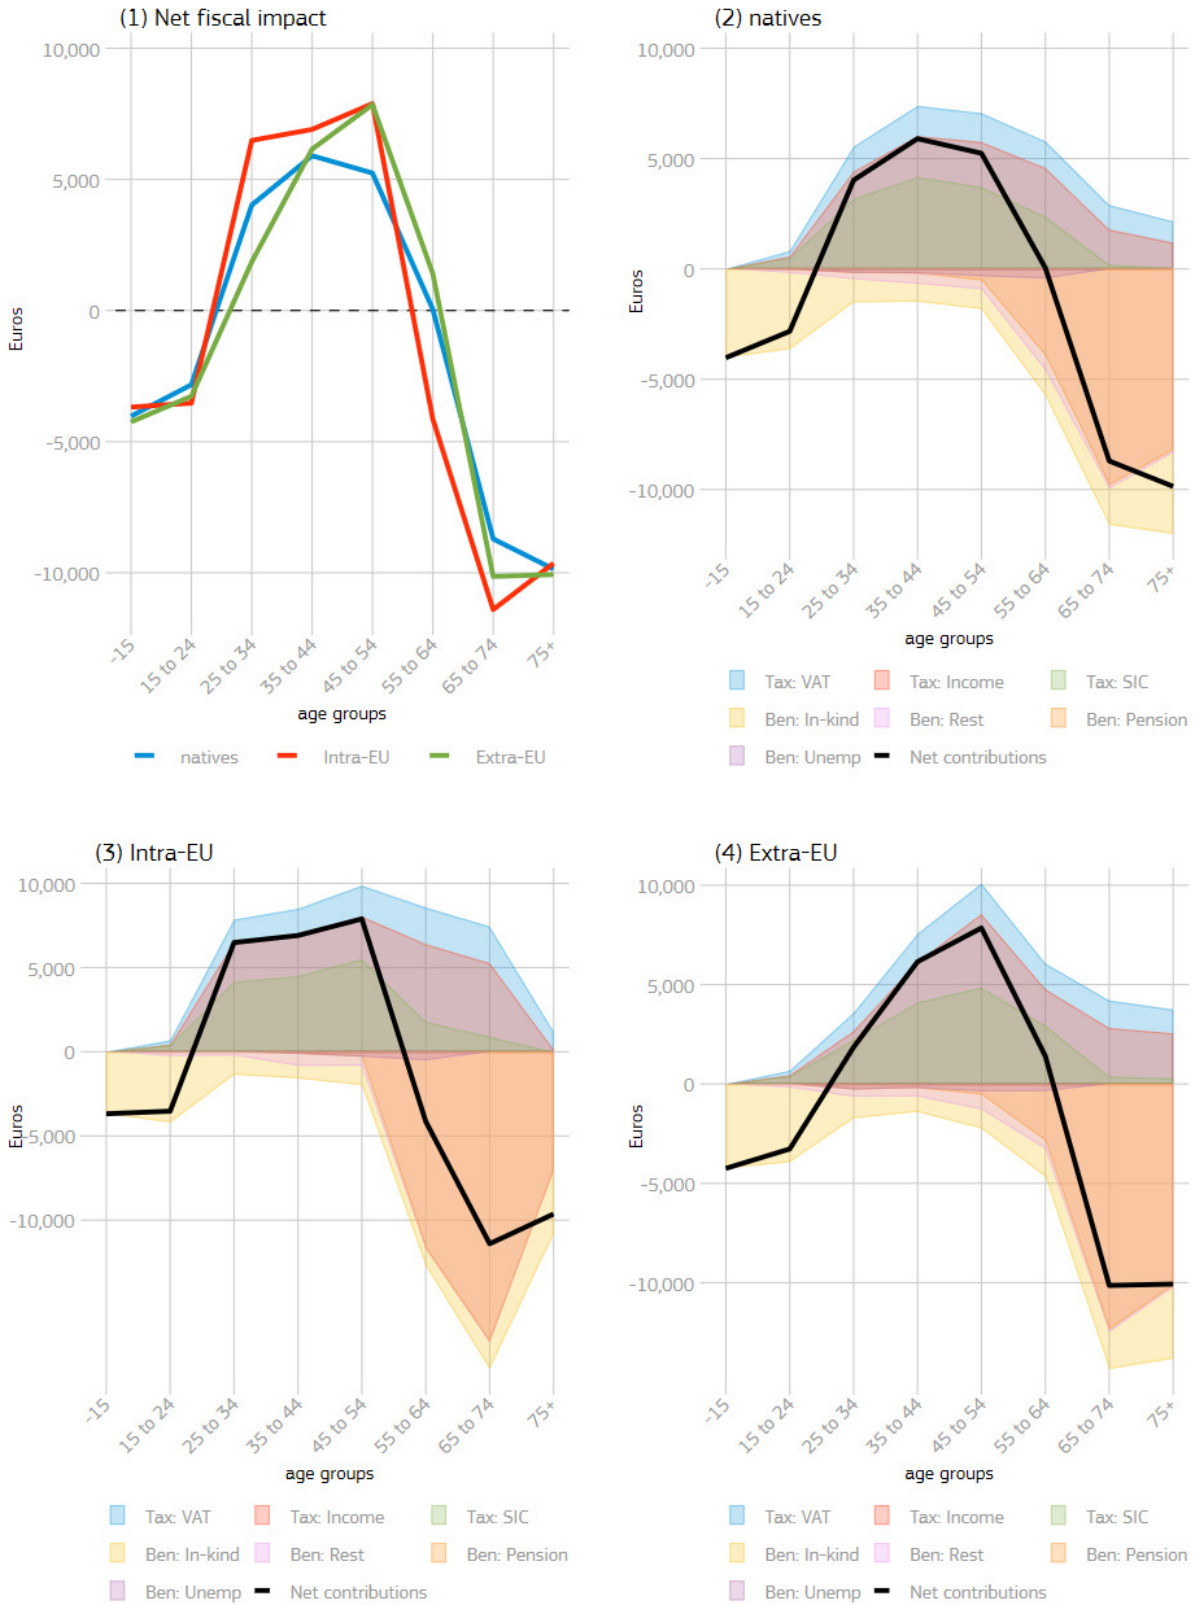 (1) Net fiscal impact
10,000
5,000
0
-5,000
-10,000
Euros
-15
15 to 24
25 to 34
35 to 44
45 to 54
55 to 64
65 to 74
75+
age groups
natives Intra-EU Extra-EU
(2) natives
10,000
5,000
0
-5,000
-10,000
Euros
-15
15 to 24
25 to 34
35 to 44
45 to 54
55 to 64
65 to 74
75+
age groups
Tax: VAT Tax: Income Tax: SIC
Ben: In-kind Ben: Rest Ben: Pension
Ben: Unemp Net contributions
(3) Intra-EU
10,000
5,000
0
-5,000
-10,000
Euros
-15
15 to 24
25 to 34
35 to 44
45 to 54
55 to 64
65 to 74
75+
age groups
Tax: VAT Tax: Income Tax: SIC
Ben: In-kind Ben: Rest Ben: Pension
Ben: Unemp Net contributions
(4) Extra-EU
10,000
5,000
0
-5,000
-10,000
Euros
-15
15 to 24
25 to 34
35 to 44
45 to 54
55 to 64
65 to 74
75+
age groups
Tax: VAT Tax: Income Tax: SIC
Ben: In-kind Ben: Rest Ben: Pension
Ben: Unemp Net contributions